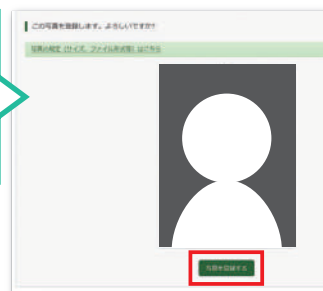 この写真を登録します。よろしいですか？
写真の規定（サイズ、ファイル形式等）はこちら
写真を登録する